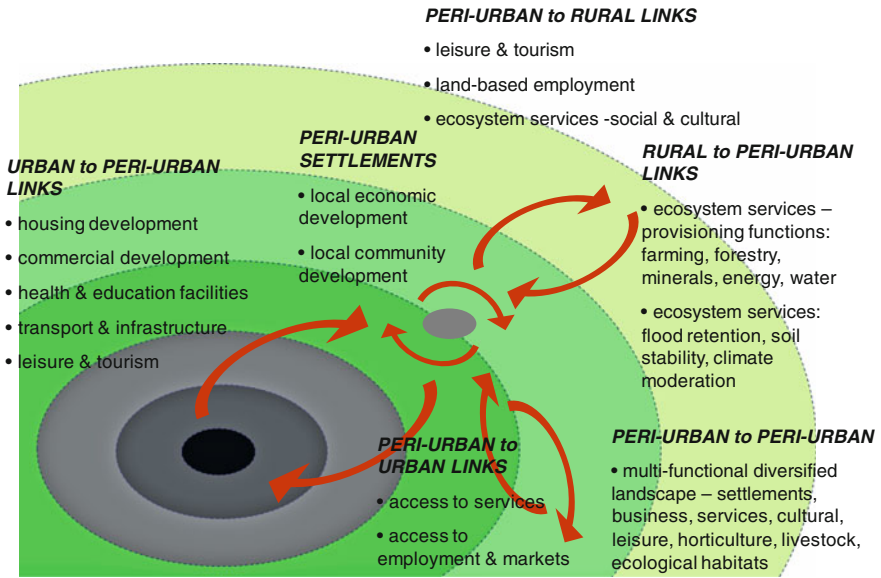 PERI-URBAN to RURAL LINKS
• leisure & tourism
• land-based employment
• ecosystem services -social & cultural
PERI-URBAN
SETTLEMENTS
• local economic
development
• local community
development
URBAN to PERI-URBAN
LINKS
• housing development
• commercial development
• health & education facilities
• transport & infrastructure
• leisure & tourism
RURAL to PERI-URBAN
LINKS
• ecosystem services –
provisioning functions:
farming, forestry,
minerals, energy, water
• ecosystem services:
flood retention, soil
stability, climate
moderation
PERI-URBAN to
URBAN LINKS
• access to services
• access to
employment & markets
PERI-URBAN to PERI-URBAN
• multi-functional diversified
landscape – settlements,
business, services, cultural,
leisure, horticulture, livestock,
ecological habitats